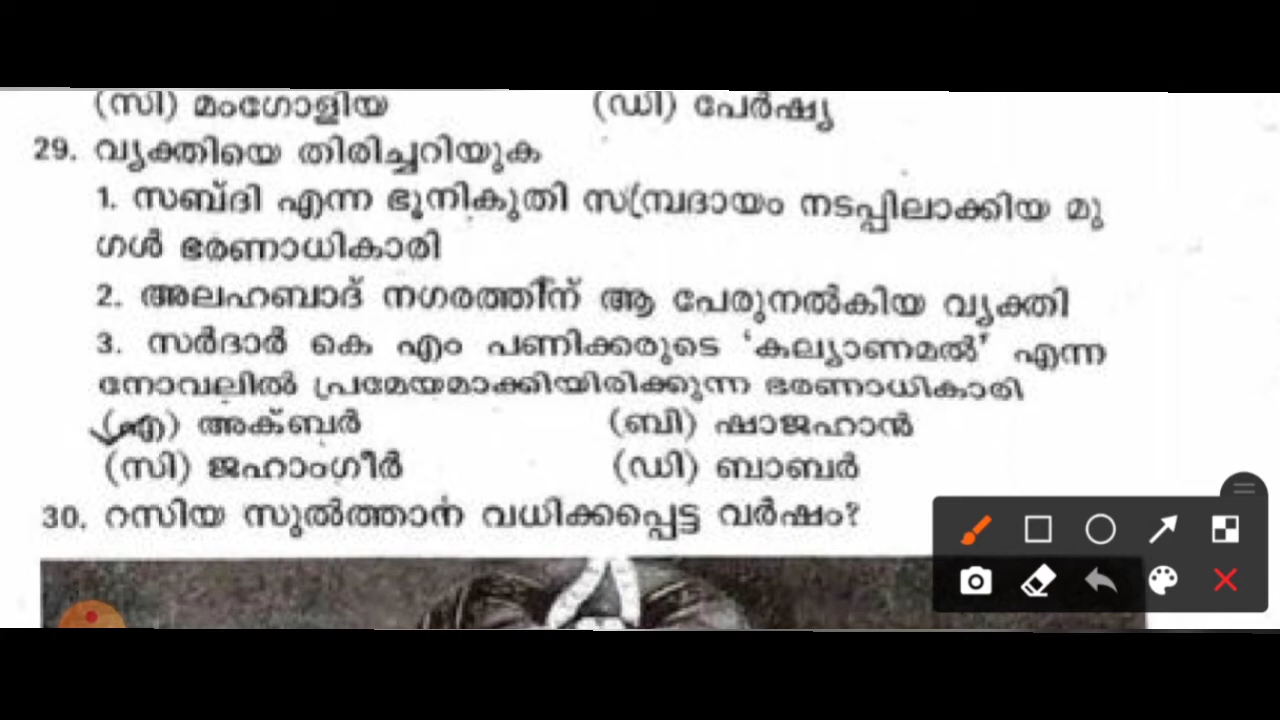 (സി) മംഗോളിയ (ഡി) പേർഷ്യ
29. വ്യക്തിയെ തിരിച്ചറിയുക
1. സബ്ദി എന്ന ഭൂനികുതി സമ്പ്രദായം നടപ്പിലാക്കിയ മു
ഗൾ ഭരണാധികാരി
2. അലഹബാദ് നഗരത്തിന് ആ പേരുനൽകിയ വ്യക്തി
3. സർദാർ കെ എം പണിക്കരുടെ 'കല്യാണമൽ' എന്ന
നോവലിൽ പ്രമേയമാക്കിയിരിക്കുന്ന ഭരണാധികാരി
(എ) അക്ബർ (ബി) ഷാജഹാൻ
(സി) ജഹാംഗീർ (ഡി) ബാബർ
30. റസിയ സുൽത്താന വധിക്കപ്പെട്ട വർഷം?